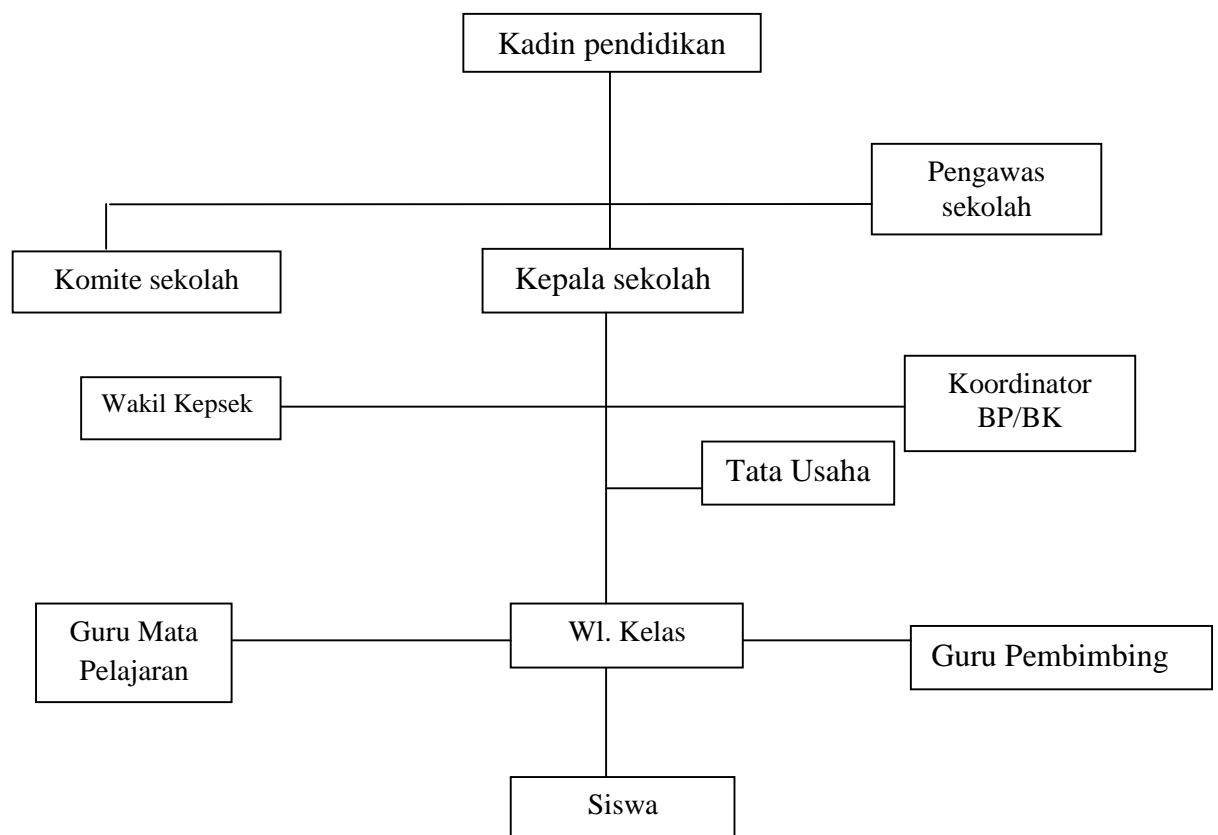 Kadin pendidikan
Pengawas
sekolah
Komite sekolah
Kepala sekolah
Wakil Kepsek
Koordinator
BP/BK
Tata Usaha
Guru Mata
Pelajaran
Wl. Kelas
Guru Pembimbing
Siswa